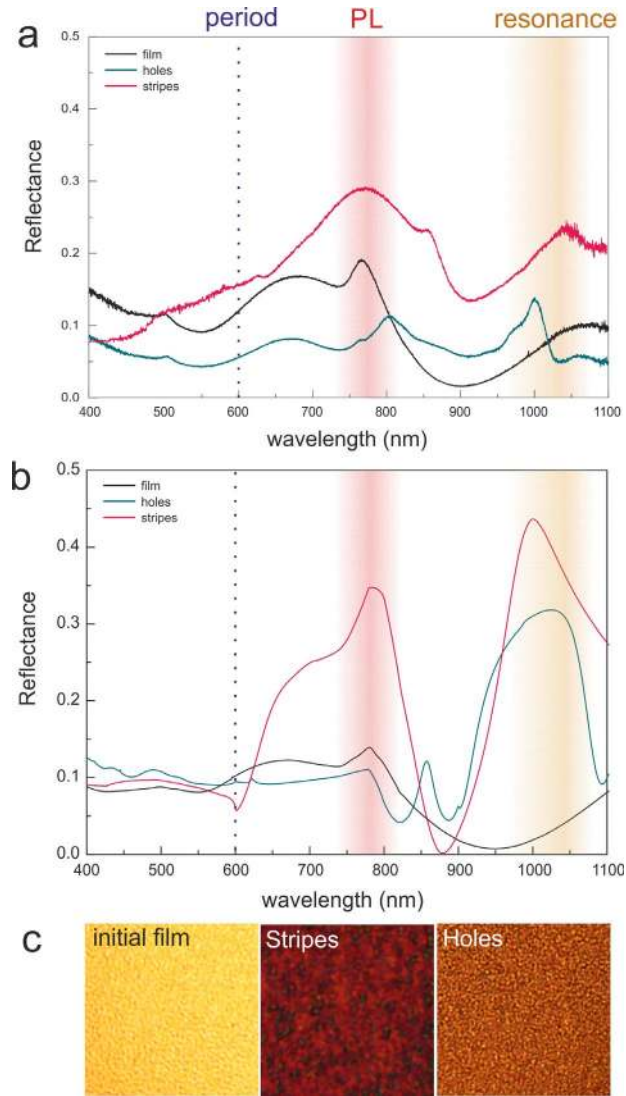 a
period PL resonance
0.5
film
holes
stripes
0.4
0.3
0.2
0.1
0.0
Reflectance
400 500 600 700 800 900 1000 1100
wavelength (nm)
b
0.5
film
holes
stripes
0.4
0.3
0.2
0.1
0.0
Reflectance
400 500 600 700 800 900 1000 1100
wavelength (nm)
c
initial film Stripes Holes